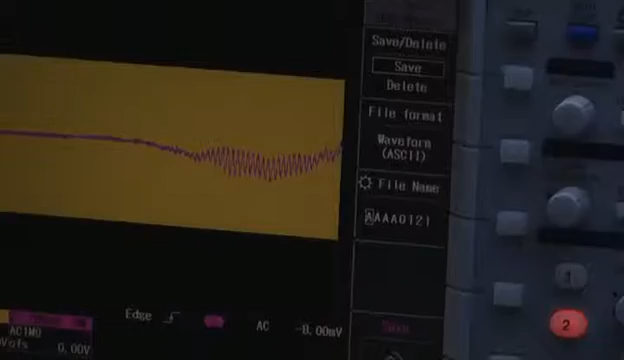 Save/Delete
Save
Delete
File format
Waveform
(ASCII)
File Name
AAAA0121
Edge
AC
-8.00mV
AC1MΩ
0.00V
Save
1
2